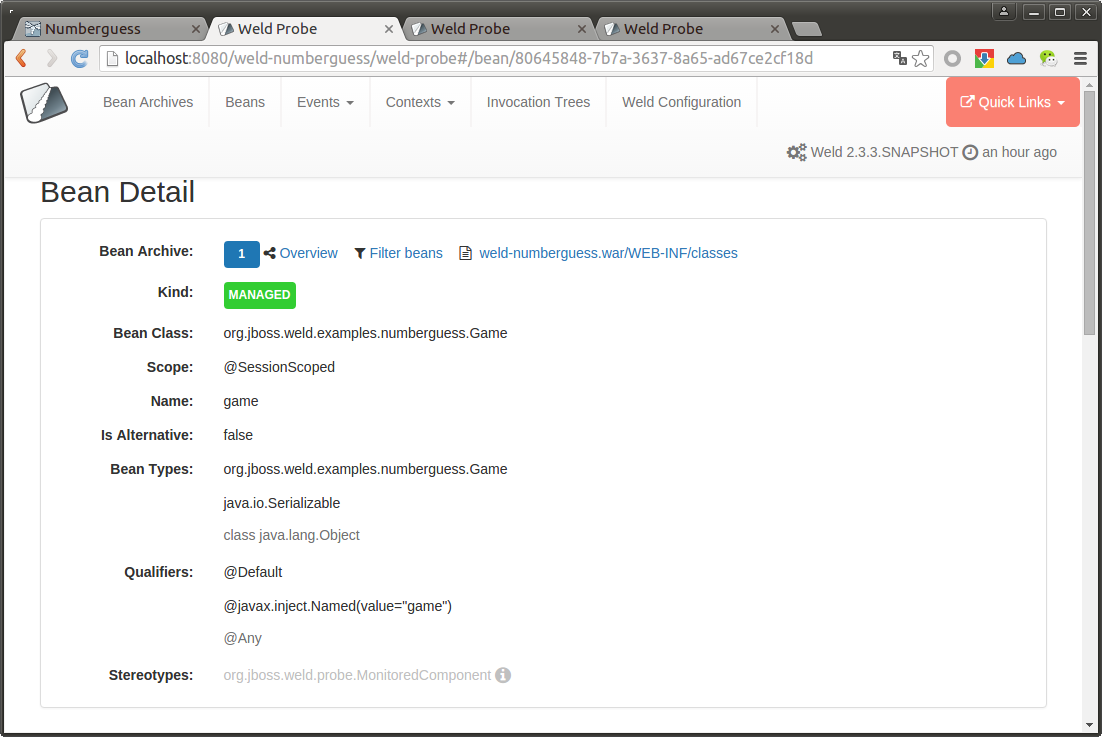 Numberguess × Weld Probe × Weld Probe × Weld Probe ×
localhost:8080/weld-numberguess/weld-probe#/bean/80645848-7b7a-3637-8a65-ad67ce2cf18d
Bean Archives Beans Events Contexts Invocation Trees Weld Configuration Quick Links
Weld 2.3.3.SNAPSHOT an hour ago
Bean Detail
Bean Archive: 1 Overview Filter beans weld-numberguess.war/WEB-INF/classes
Kind: MANAGED
Bean Class: org.jboss.weld.examples.numberguess.Game
Scope: @SessionScoped
Name: game
Is Alternative: false
Bean Types: org.jboss.weld.examples.numberguess.Game
java.io.Serializable
class java.lang.Object
Qualifiers: @Default
@javax.inject.Named(value="game")
@Any
Stereotypes: org.jboss.weld.probe.MonitoredComponent